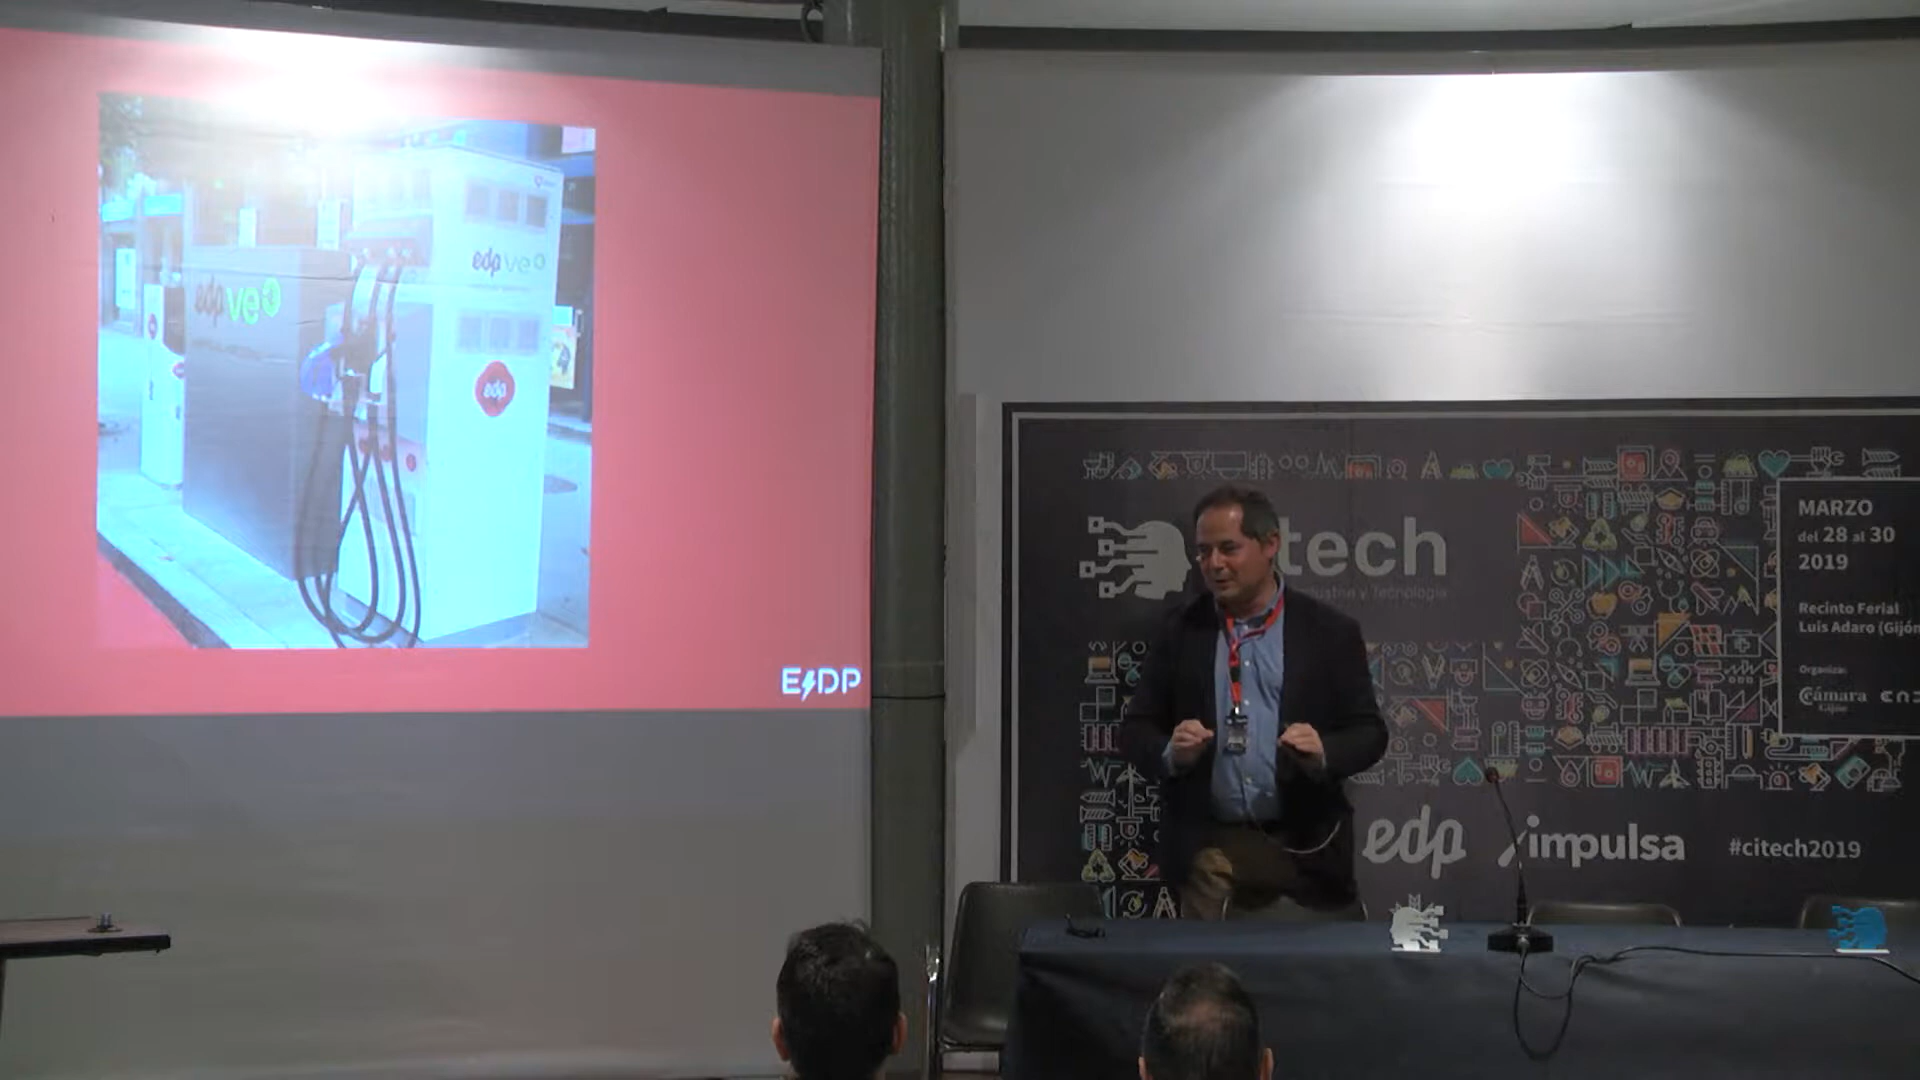 edp ve
edp ve
edp
EDP
tech
MARZO
del 28 al 30
2019
Recinto Ferial
Luis Adaro (Gijón
Organiza:
Cámara
Gijón
edp
impulsa
#citech2019